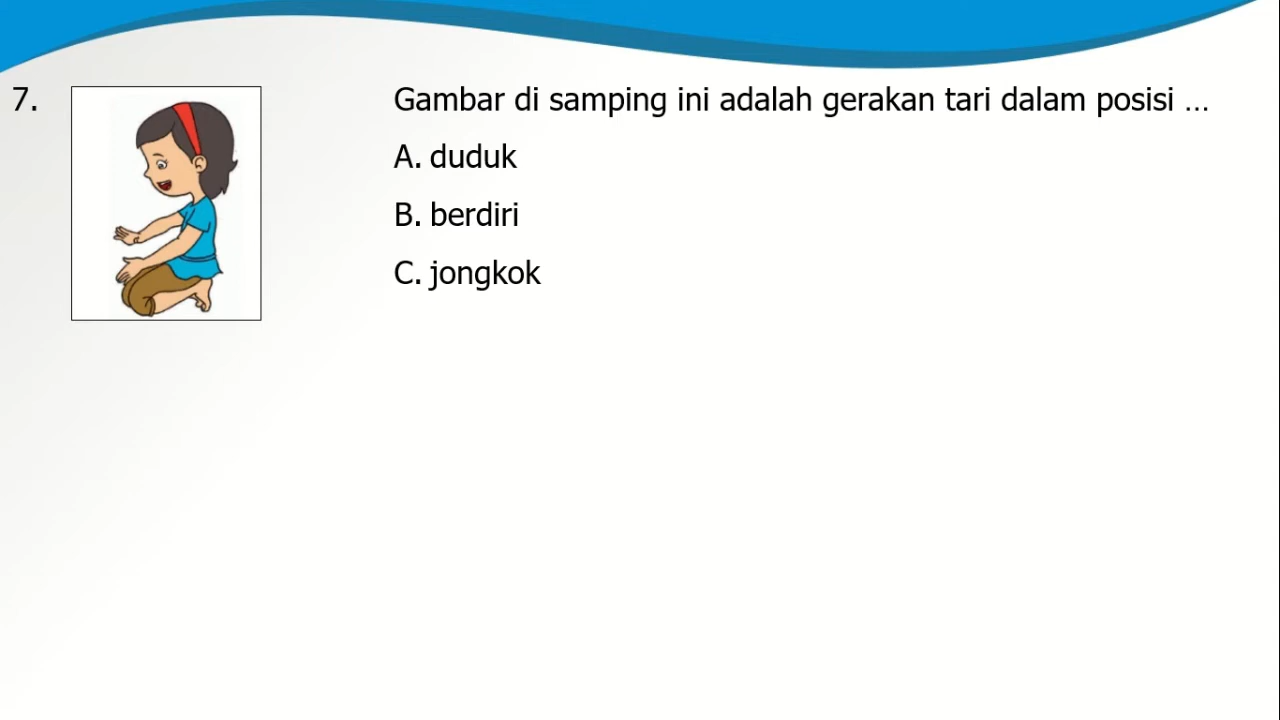 7. Gambar di samping ini adalah gerakan tari dalam posisi ...
A. duduk
B. berdiri
C. jongkok